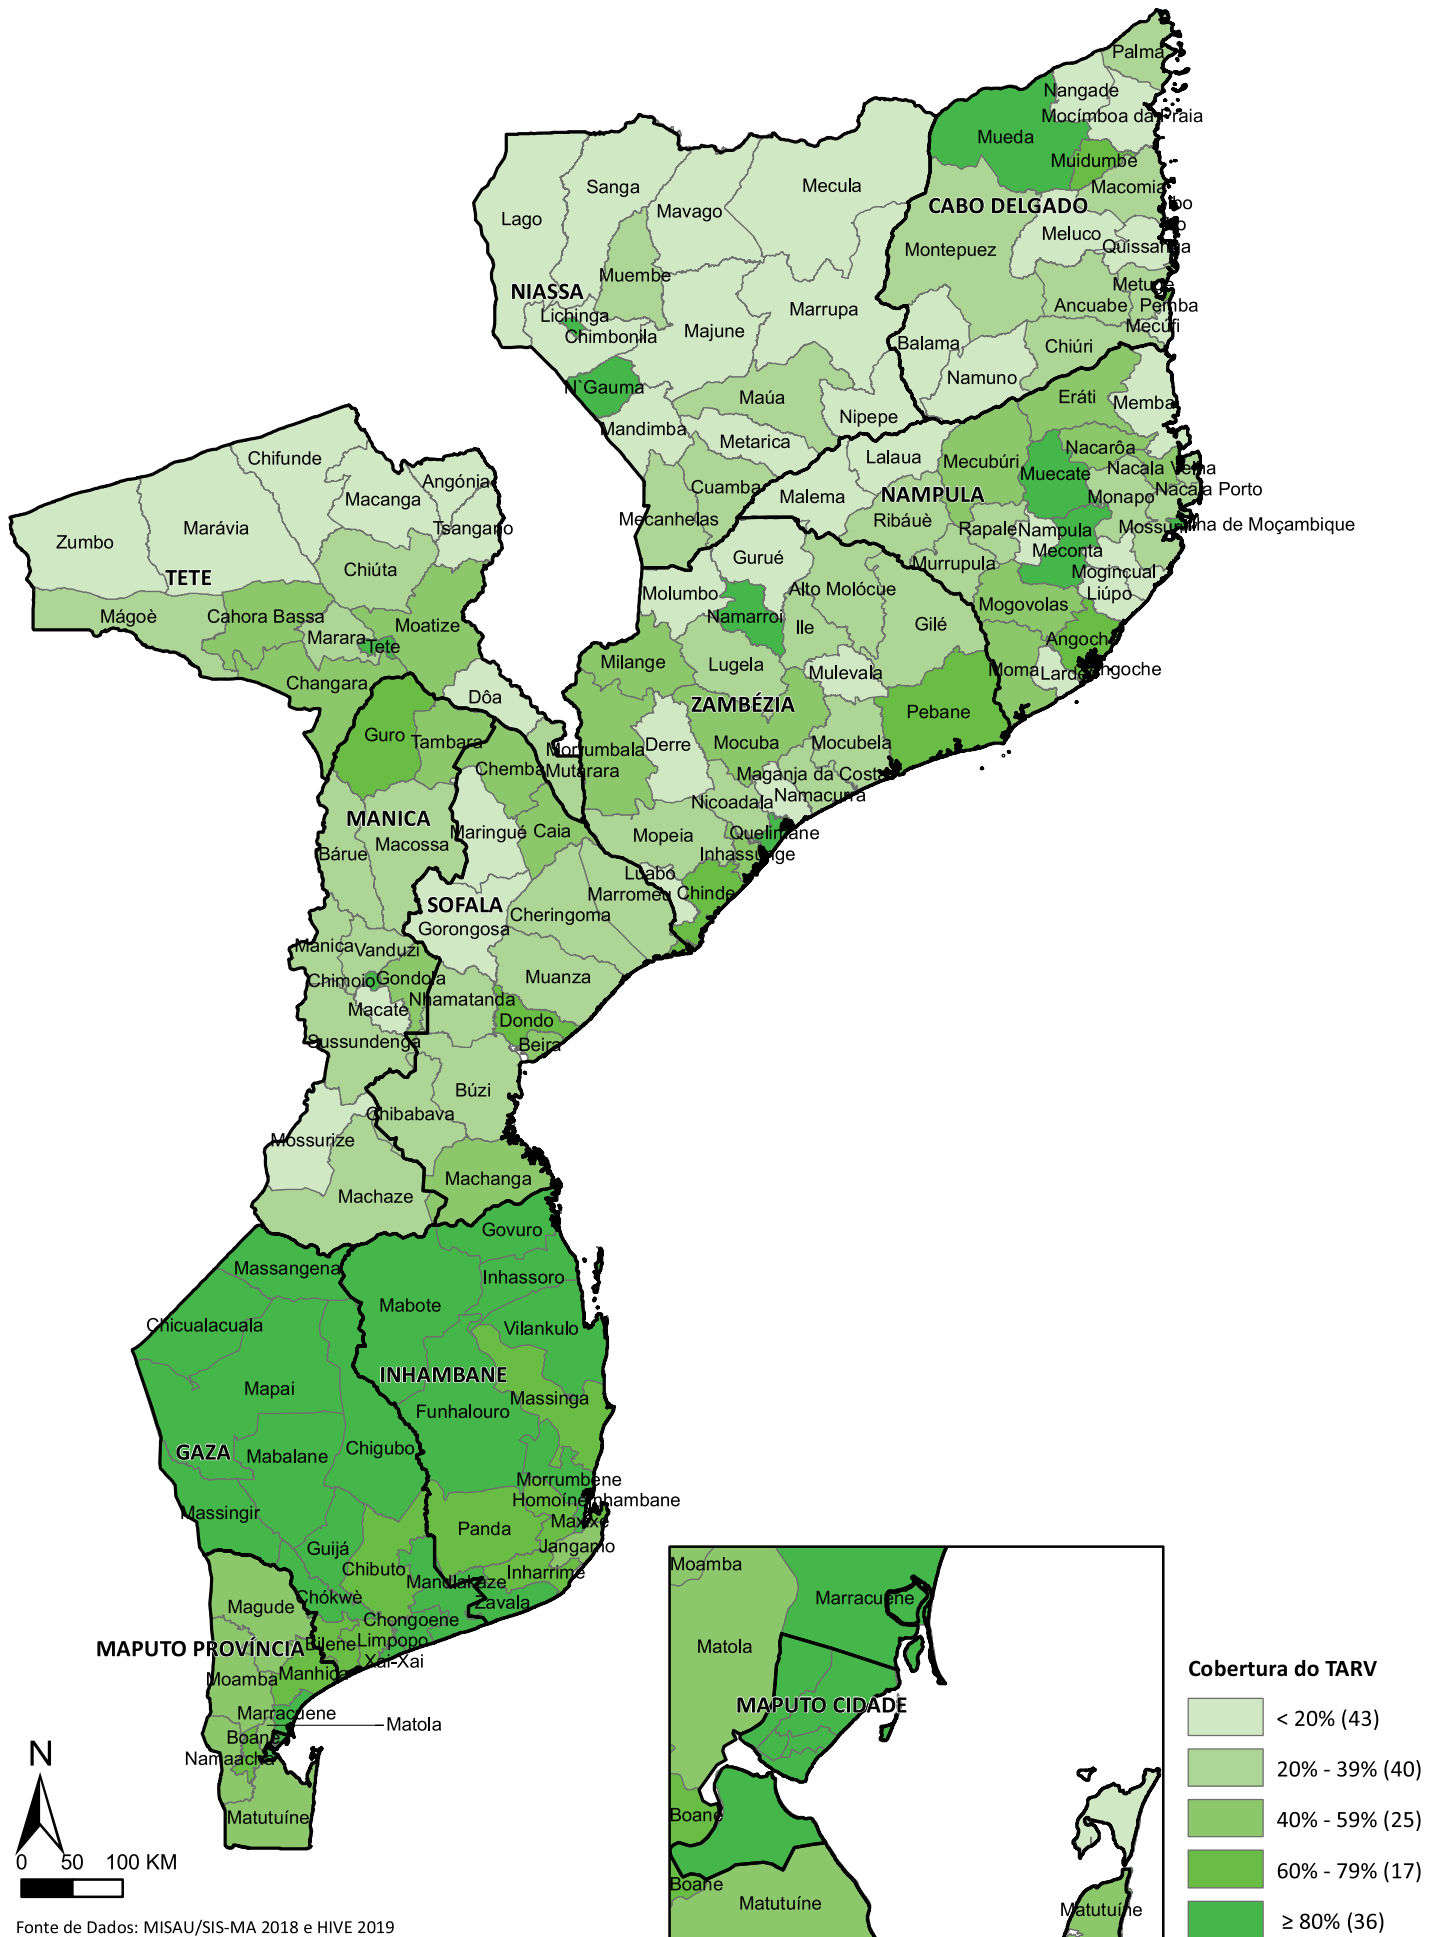 Palma
Nangade
Mocímboa da Praia
Mueda
Muidumbe
Macomia
Mecula
Sanga
Mavago
Lago
CABO DELGADO
Meluco
Quissanga
Montepuez
Muembe
NIASSA
Metuge
Ancuabe
Pemba
Mecúfi
Lichinga
Chimbonila
Majune
Marrupa
Balama
Chiúri
Namuno
N`Gauma
Maúa
Nipepe
Eráti
Memba
Mandimba
Metarica
Nacarôa
Lalaua
Mecubúri
Muecate
Nacala Velha
Nacala Porto
Chifunde
Angónia
Macanga
Cuamba
Malema
NAMPULA
Monapo
Mecanhelas
Ribáuè
Rapale
Nampula
Mossuril
Ilha de Moçambique
Marávia
Tsangano
Zumbo
Meconta
Gurué
Murrupula
Mogincual
Liúpo
Chiúta
TETE
Molumbo
Alto Molócue
Mogovolas
Mágoè
Cahora Bassa
Moatize
Marara
Tete
Namarroi
Ile
Gilé
Angoche
Milange
Lugela
Mulevala
Moma
Larde
Angoche
Changara
Dôa
ZAMBÉZIA
Pebane
Guro
Tambara
Morrumbala
Derre
Mocuba
Mocubela
Chemba
Mutarara
Maganja da Costa
Nicoadala
Namacurra
MANICA
Maringué
Caia
Mopeia
Quelimane
Macossa
Bárue
Inhassunge
Luabo
Marromeu
Chinde
SOFALA
Cheringoma
Gorongosa
Manica
Vanduzi
Chimoio
Gondola
Muanza
Nhamatanda
Macate
Dondo
Sussundenga
Beira
Búzi
Chibabava
Mossurize
Machanga
Machaze
Govuro
Massangena
Inhassoro
Mabote
Chicualacuala
Vilankulo
INHAMBANE
Mapai
Massinga
Funhalouro
GAZA
Mabalane
Chigubo
Morrumbene
Homoíne
Inhambane
Massingir
Maxixe
Panda
Jangamo
Guijá
Chibuto
Inharrime
Mandlakaze
Chókwè
Zavala
Magude
Chongoene
MAPUTO PROVÍNCIA
Bilene
Limpopo
Xai-Xai
Moamba
Manhica
Marracuene
Matola
Boane
Namaacha
Matutuíne
Moamba
Marracuene
Matola
MAPUTO CIDADE
Boane
Boane
Matutuíne
Matutuíne
Cobertura do TARV
< 20% (43)
20% - 39% (40)
40% - 59% (25)
60% - 79% (17)
≥ 80% (36)
N
0 50 100 KM
Fonte de Dados: MISAU/SIS-MA 2018 e HIVE 2019